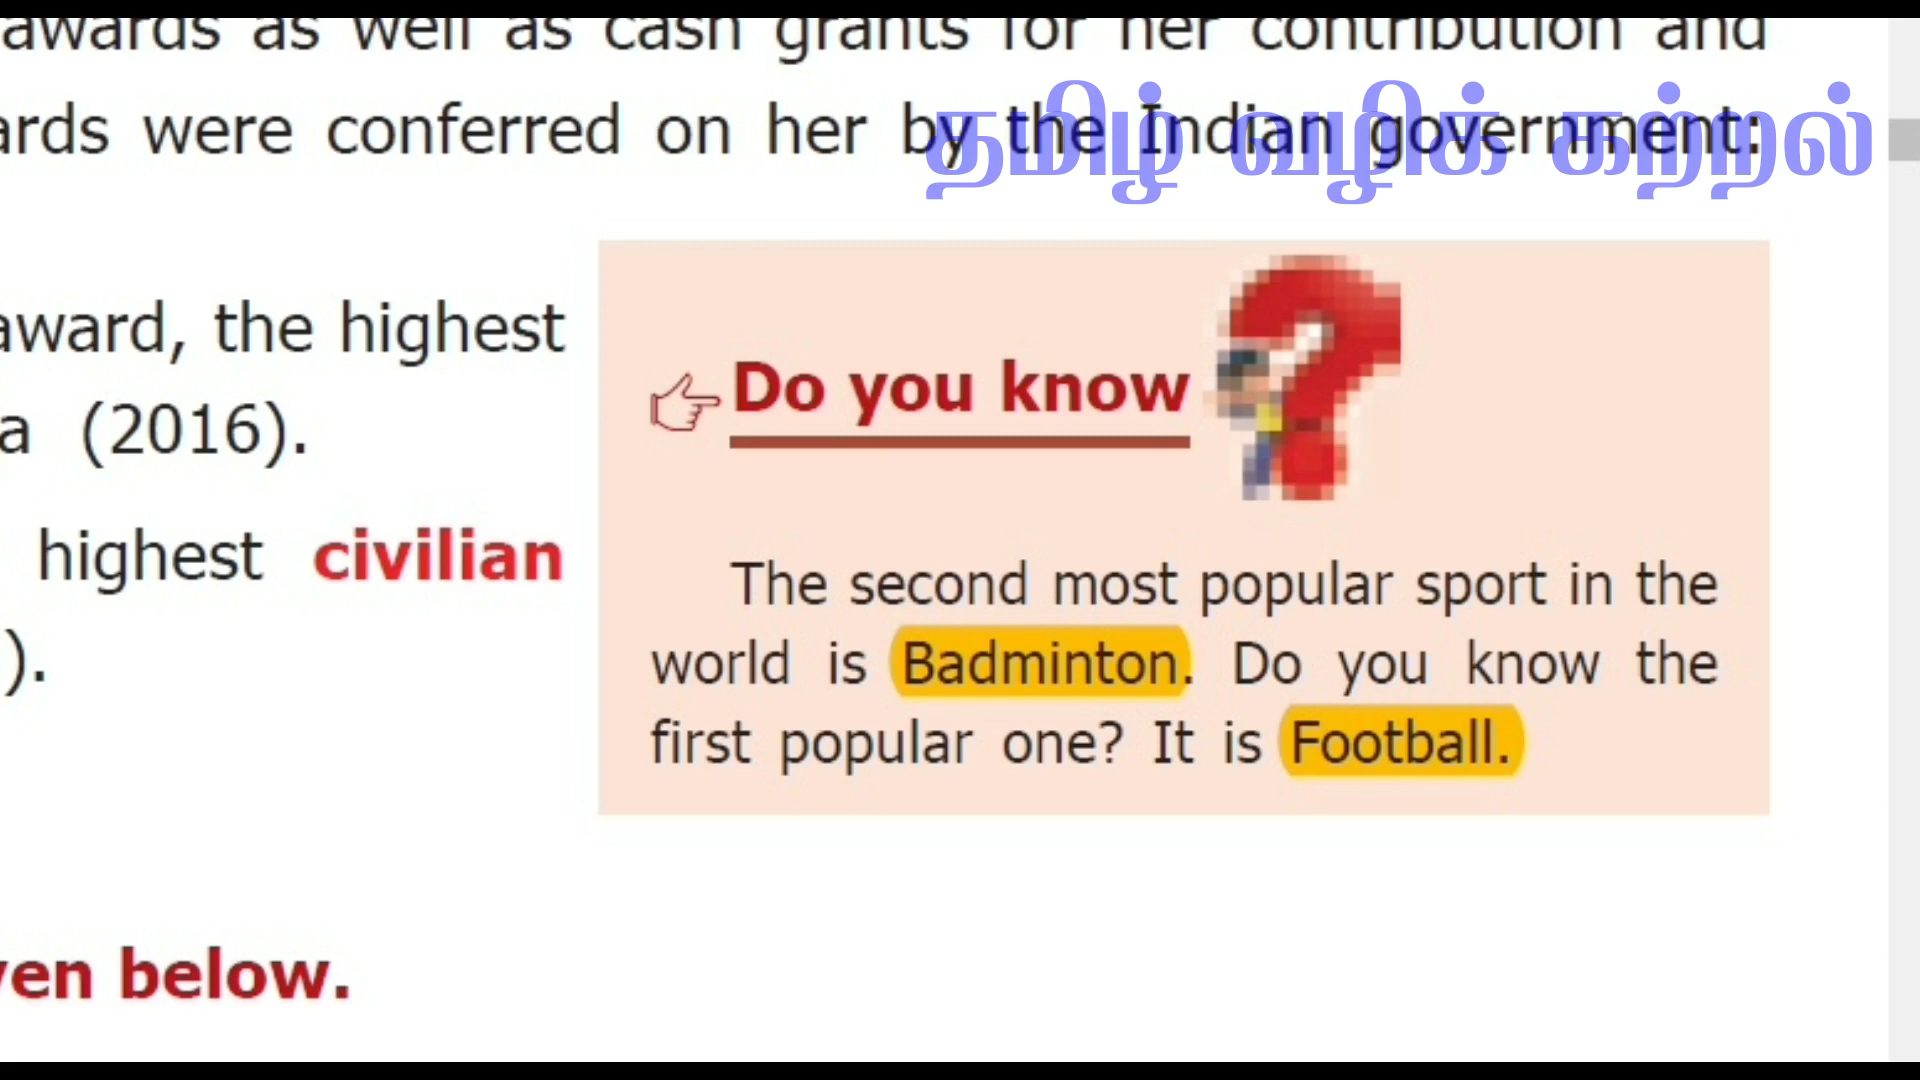 awards as well as cash grants for her contribution and
ards were conferred on her by the Indian government:
தமிழ் வழிக் கற்றல்
award, the highest
a (2016).
highest civilian
).
Do you know
The second most popular sport in the
world is Badminton. Do you know the
first popular one? It is Football.
ven below.